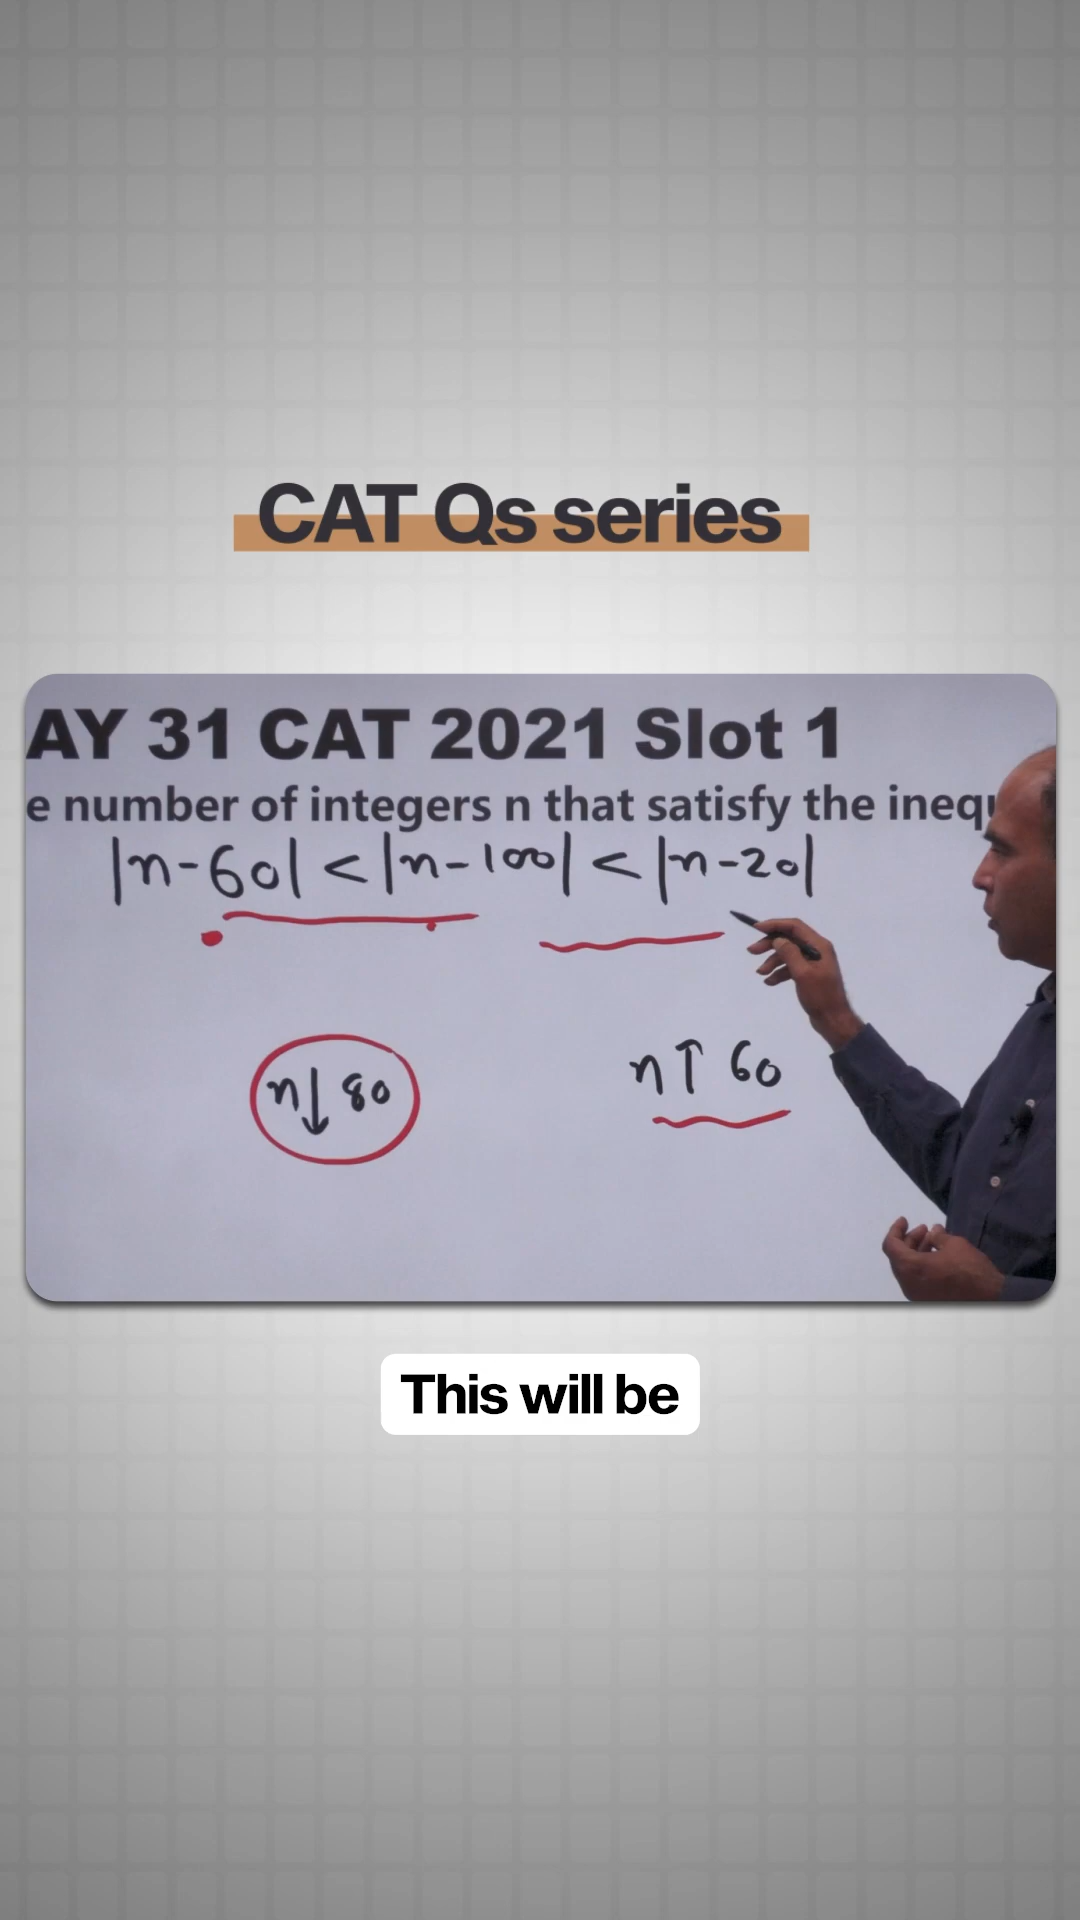 CAT Qs series
AY 31 CAT 2021 Slot 1
e number of integers n that satisfy the inequ
|n-60| < |n-100| < |n-20|
n↓ 80
n↑ 60
This will be